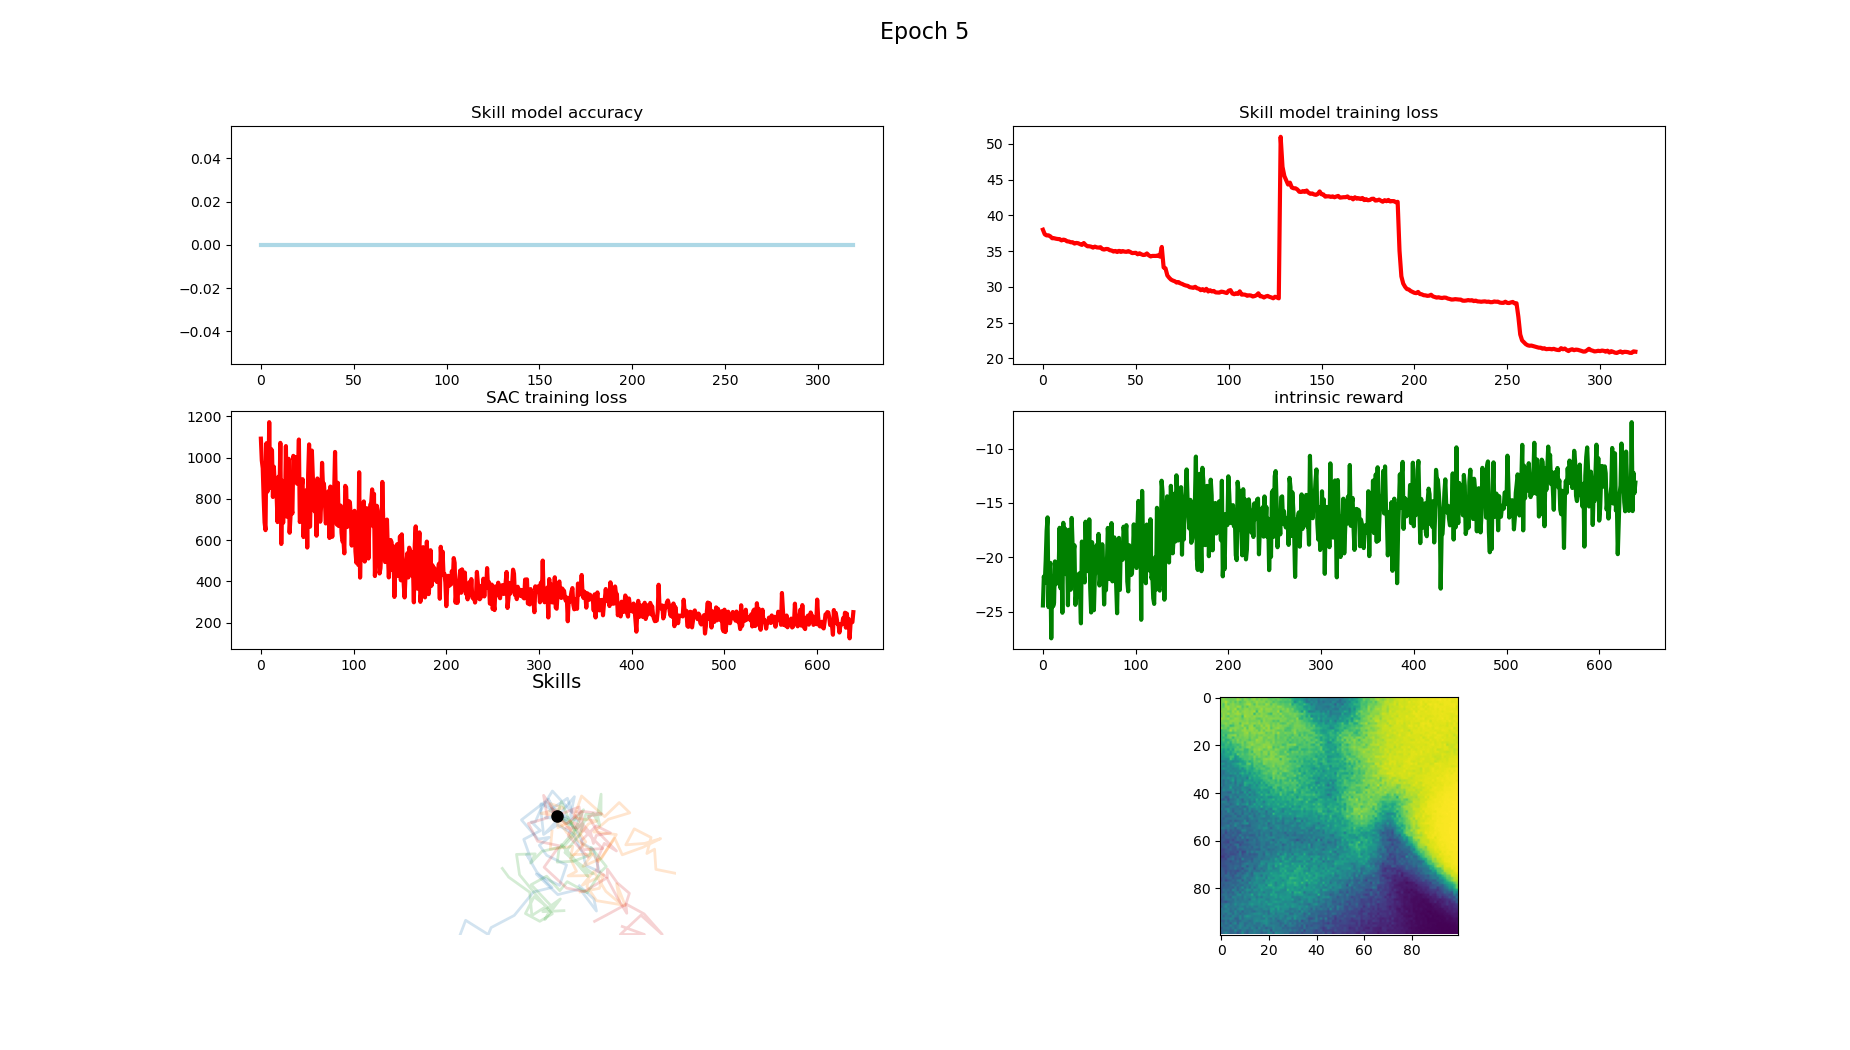 Epoch 5
Skill model accuracy
0.04
0.02
0.00
−0.02
−0.04
0 50 100 150 200 250 300
Skill model training loss
50
45
40
35
30
25
20
0 50 100 150 200 250 300
SAC training loss
1200
1000
800
600
400
200
0 100 200 300 400 500 600
intrinsic reward
−10
−15
−20
−25
0 100 200 300 400 500 600
Skills
0
20
40
60
80
0 20 40 60 80